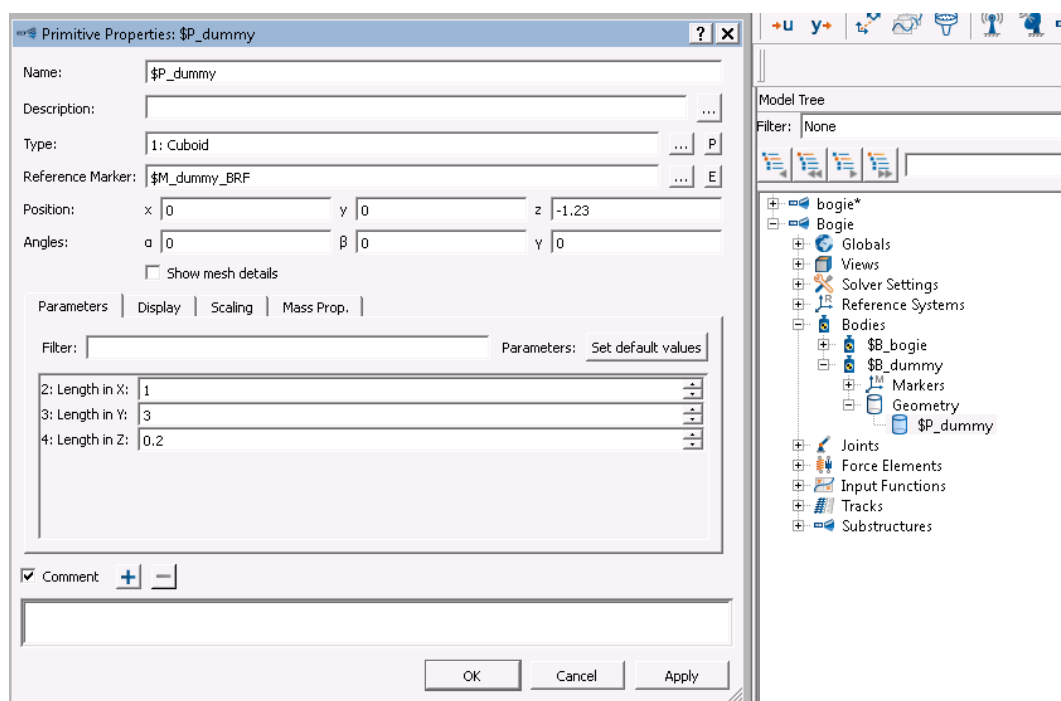 Primitive Properties: $P_dummy
? X
Name: $P_dummy
Description: ...
Type: 1: Cuboid ... P
Reference Marker: $M_dummy_BRF ... E
Position: x 0 y 0 z -1.23
Angles: α 0 β 0 γ 0
Show mesh details
Parameters Display Scaling Mass Prop.
Filter: Parameters: Set default values
2: Length in X: 1
3: Length in Y: 3
4: Length in Z: 0.2
Comment + −
OK Cancel Apply
u y
Model Tree
Filter: None
bogie*
Bogie
Globals
Views
Solver Settings
R Reference Systems
Bodies
$B_bogie
$B_dummy
M Markers
Geometry
$P_dummy
Joints
Force Elements
Input Functions
Tracks
Substructures